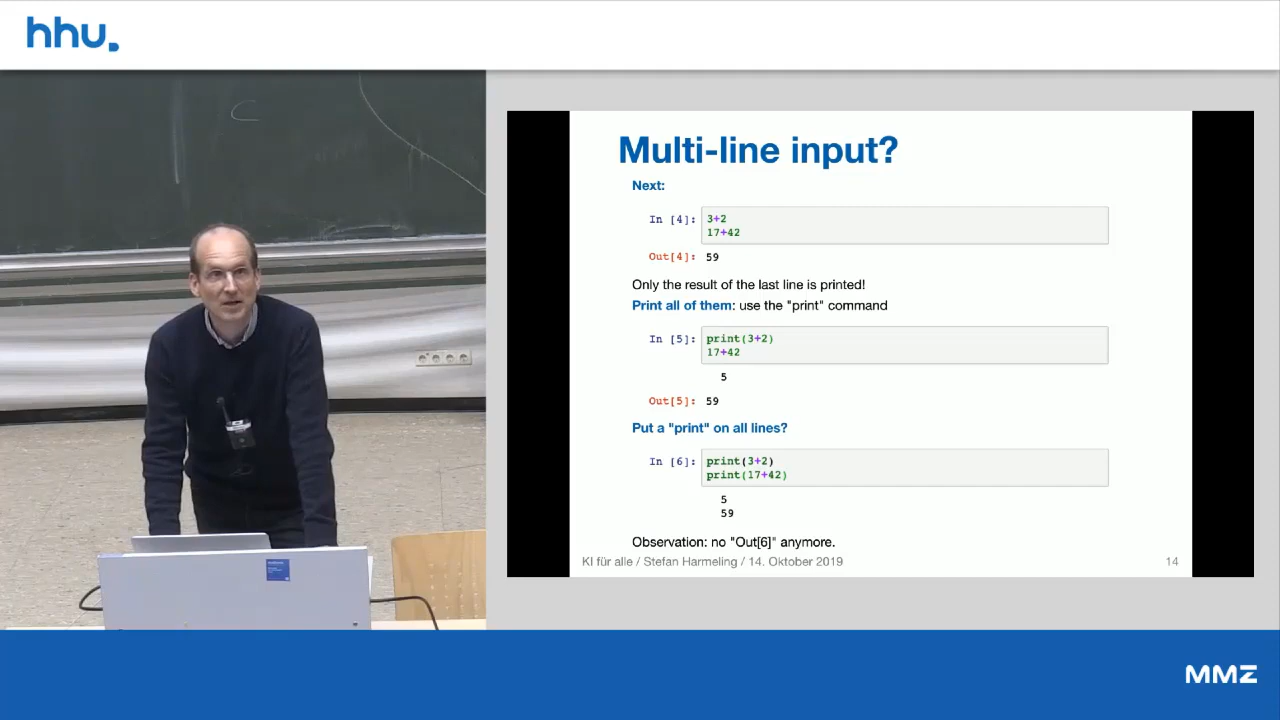 hhu.
Multi-line input?
Next:
In [4]: 3+2
17+42
Out[4]: 59
Only the result of the last line is printed!
Print all of them: use the "print" command
In [5]: print(3+2)
17+42
5
Out[5]: 59
Put a "print" on all lines?
In [6]: print(3+2)
print(17+42)
5
59
Observation: no "Out[6]" anymore.
KI für alle / Stefan Harmeling / 14. Oktober 2019
14
MMZ